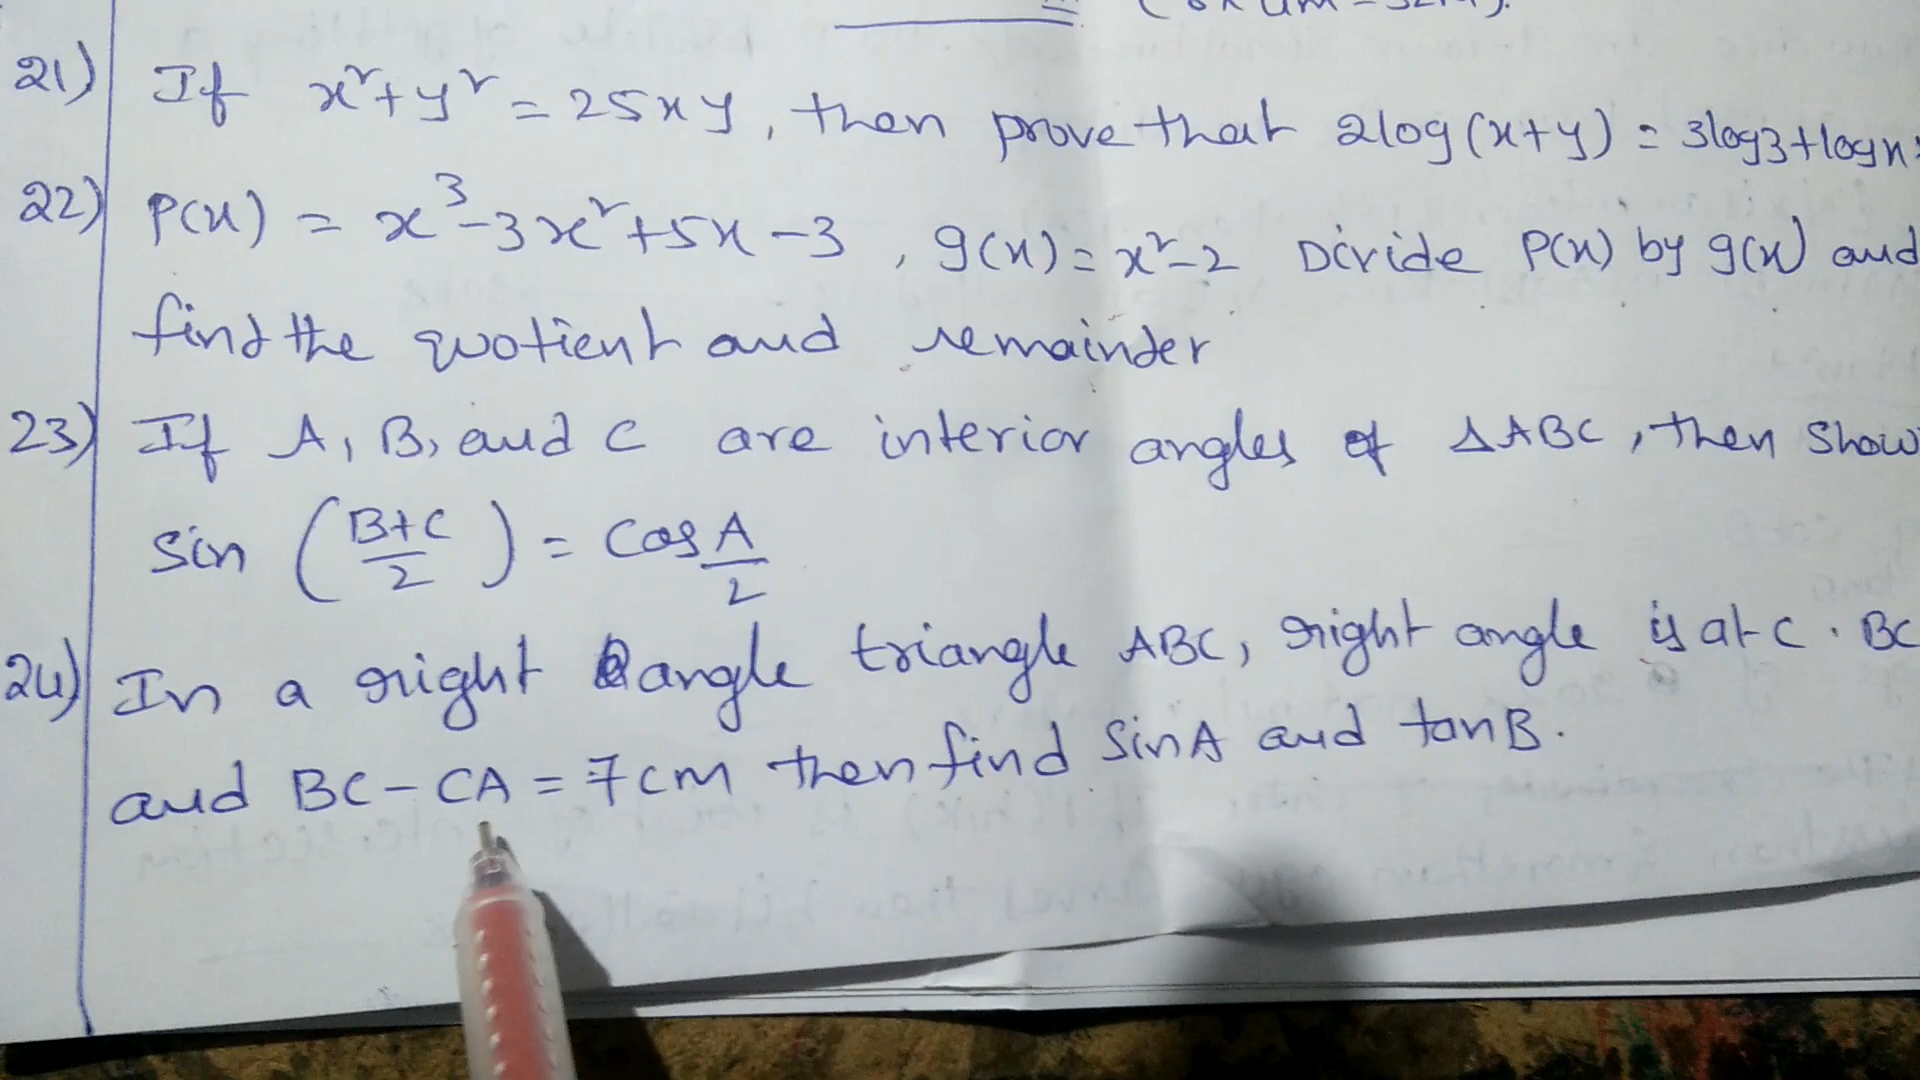 21) If x²+y² = 25xy, then prove that 2log(x+y) = 3log3+logx
22) P(x) = x³-3x²+5x-3, g(x)= x²-2 Divide P(x) by g(x) and
find the quotient and remainder
23) If A, B, and C are interior angles of ΔABC, then Show
Sin (B+C/2) = Cos A/2
24) In a right angle triangle ABC, right angle is at C. BC
and BC - CA = 7cm then find SinA and tanB.